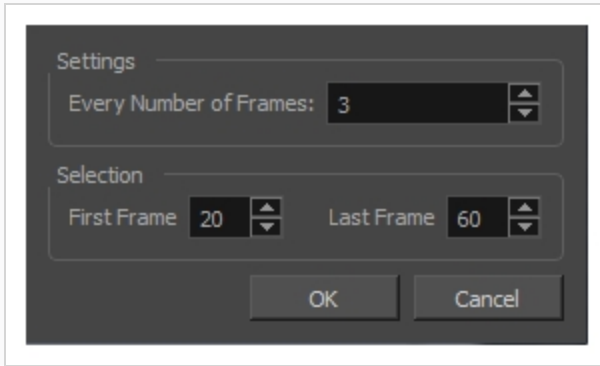 Settings
Every Number of Frames: 3
Selection
First Frame 20 Last Frame 60
OK Cancel